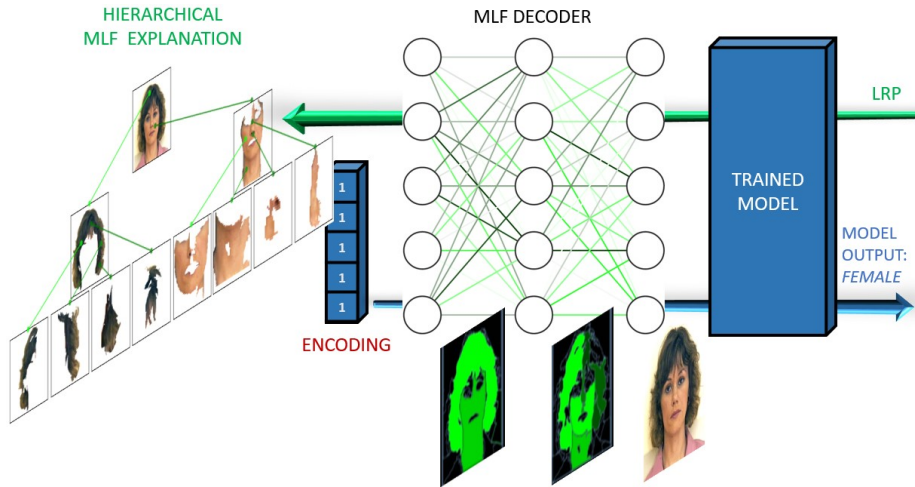 HIERARCHICAL
MLF EXPLANATION
MLF DECODER
LRP
TRAINED
MODEL
1
1
1
1
1
MODEL
OUTPUT:
FEMALE
ENCODING